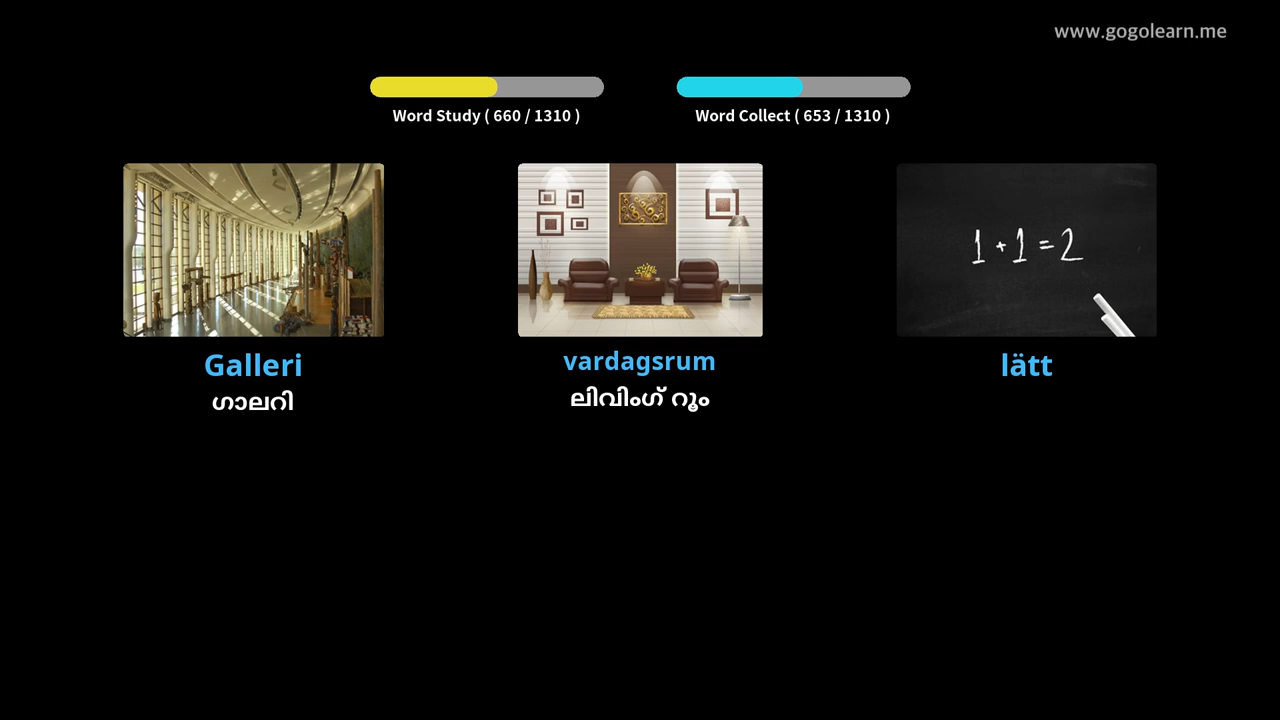 www.gogolearn.me
Word Study ( 660 / 1310 )
Word Collect ( 653 / 1310 )
1 + 1 = 2
Galleri
ഗാലറി
vardagsrum
ലിവിംഗ് റൂം
lätt